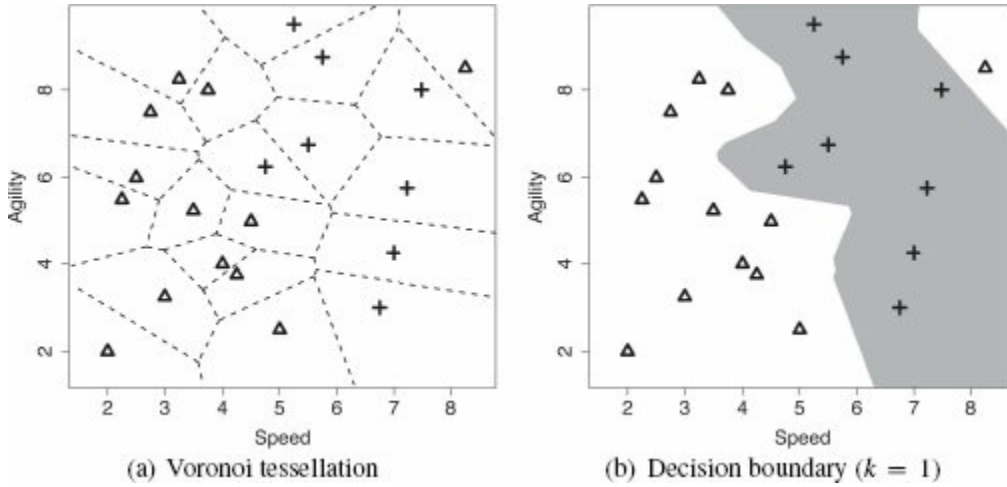 Agility
8
6
4
2
2 3 4 5 6 7 8
Speed
(a) Voronoi tessellation
Agility
8
6
4
2
2 3 4 5 6 7 8
Speed
(b) Decision boundary (k = 1)